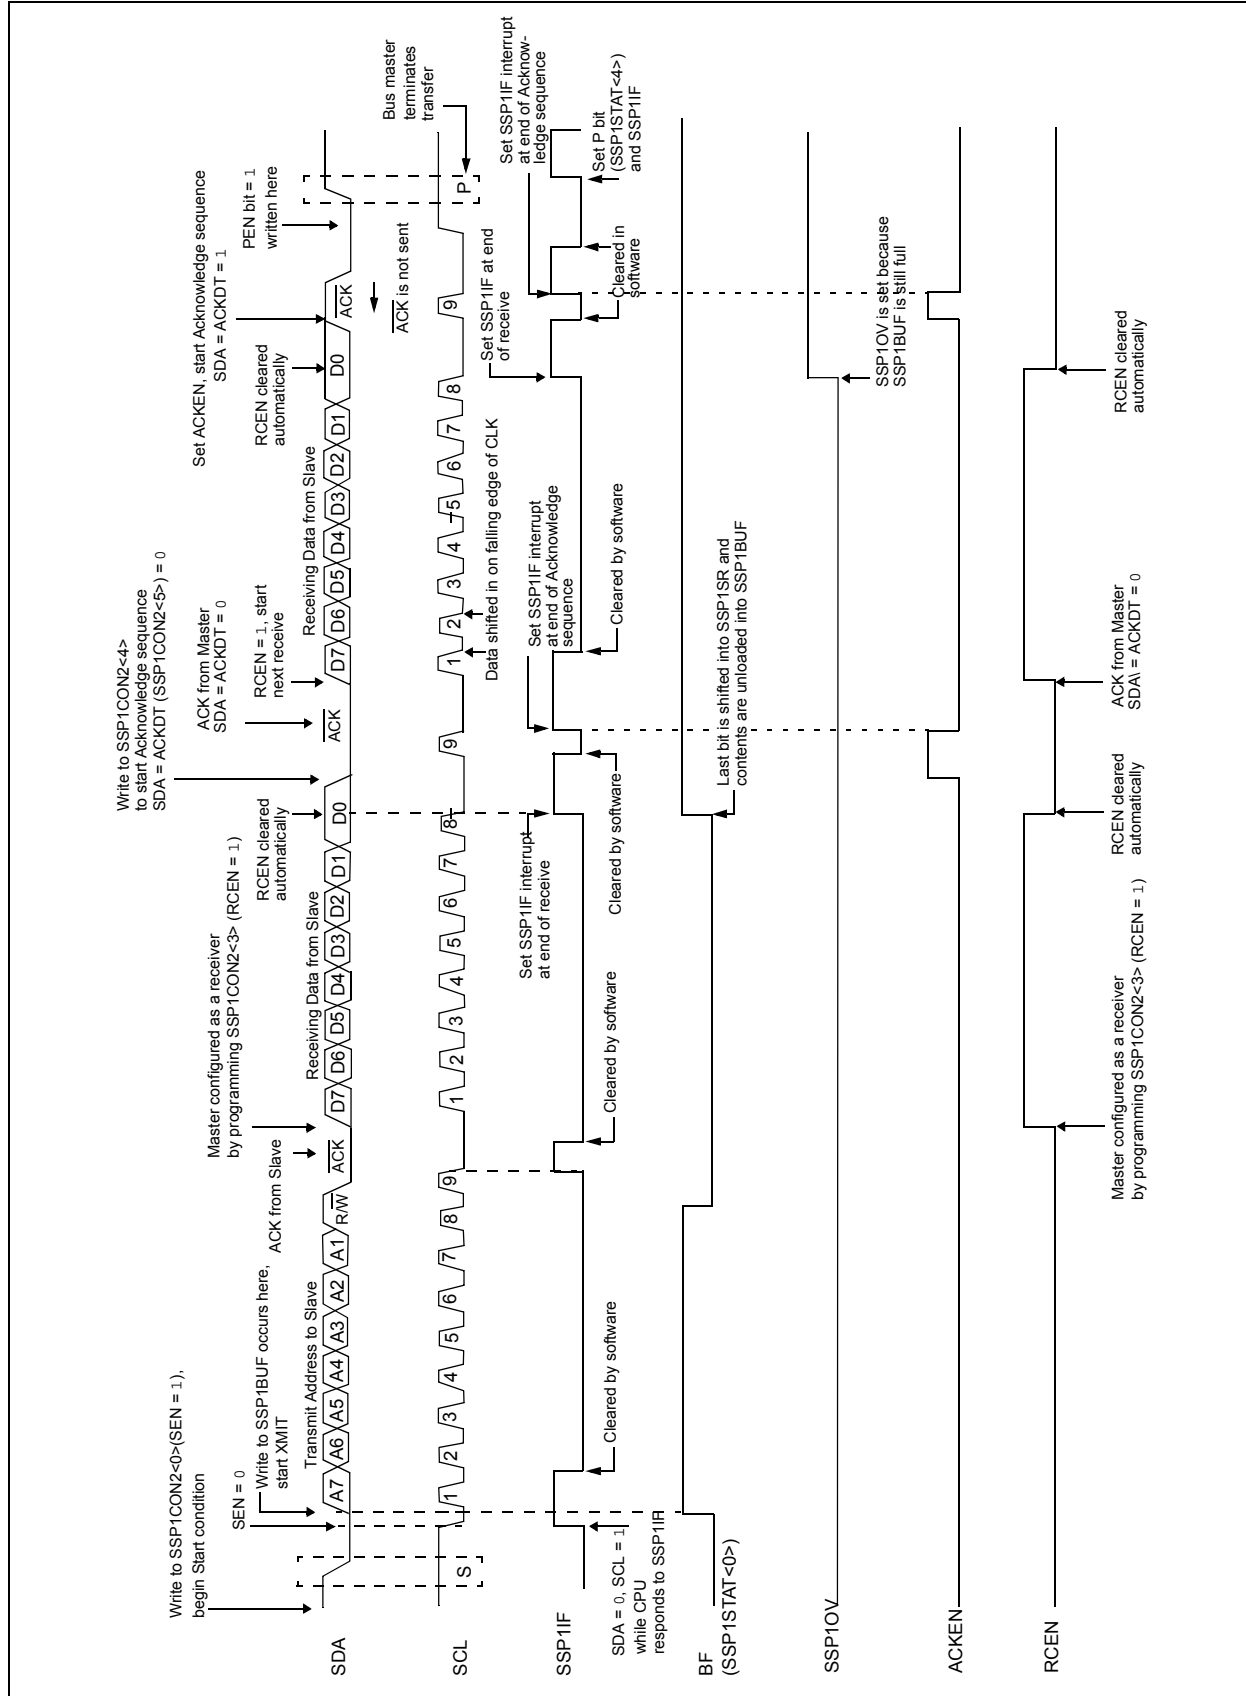 Write to SSP1CON2<0>(SEN = 1),
begin Start condition
SEN = 0
Write to SSP1BUF occurs here,
start XMIT
ACK from Slave
Master configured as a receiver
by programming SSP1CON2<3> (RCEN = 1)
RCEN cleared
automatically
Write to SSP1CON2<4>
to start Acknowledge sequence
SDA = ACKDT (SSP1CON2<5>) = 0
ACK from Master
SDA = ACKDT = 0
RCEN = 1, start
next receive
RCEN cleared
automatically
Set ACKEN, start Acknowledge sequence
SDA = ACKDT = 1
PEN bit = 1
written here
Transmit Address to Slave
Receiving Data from Slave
Receiving Data from Slave
SDA
A7 A6 A5 A4 A3 A2 A1 R/W ACK D7 D6 D5 D4 D3 D2 D1 D0 ACK D7 D6 D5 D4 D3 D2 D1 D0 ACK
ACK is not sent
Bus master
terminates
transfer
SCL
S 1 2 3 4 5 6 7 8 9 1 2 3 4 5 6 7 8 9 1 2 3 4 5 6 7 8 9 P
Data shifted in on falling edge of CLK
Set SSP1IF interrupt
at end of receive
Set SSP1IF interrupt
at end of Acknowledge
sequence
Set SSP1IF at end
of receive
Set SSP1IF interrupt
at end of Acknow-
ledge sequence
SSP1IF
SDA = 0, SCL = 1
while CPU
responds to SSP1IF
Cleared by software
Cleared by software
Cleared by software
Cleared by software
Cleared in
software
Set P bit
(SSP1STAT<4>)
and SSP1IF
BF
(SSP1STAT<0>)
Last bit is shifted into SSP1SR and
contents are unloaded into SSP1BUF
SSP1OV
SSP1OV is set because
SSP1BUF is still full
ACKEN
RCEN
Master configured as a receiver
by programming SSP1CON2<3> (RCEN = 1)
RCEN cleared
automatically
ACK from Master
SDA\ = ACKDT = 0
RCEN cleared
automatically